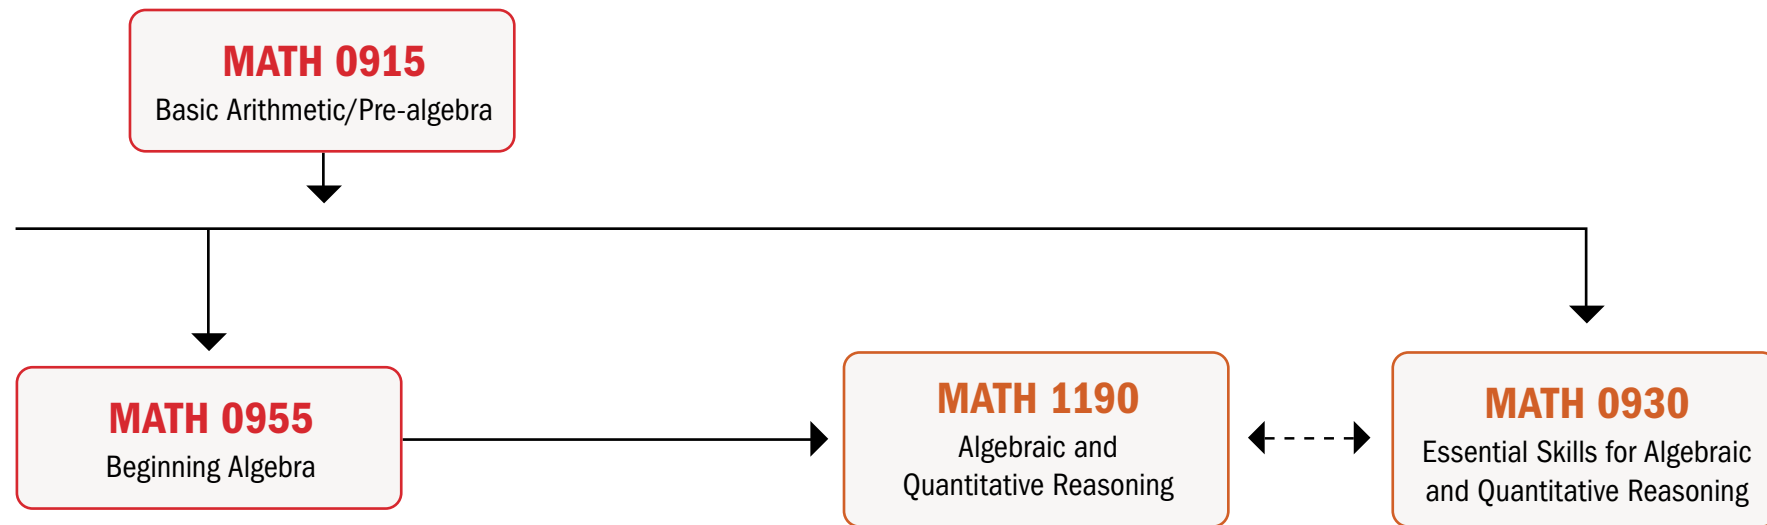 MATH 0915
Basic Arithmetic/Pre-algebra
MATH 0955
Beginning Algebra
MATH 1190
Algebraic and
Quantitative Reasoning
MATH 0930
Essential Skills for Algebraic
and Quantitative Reasoning